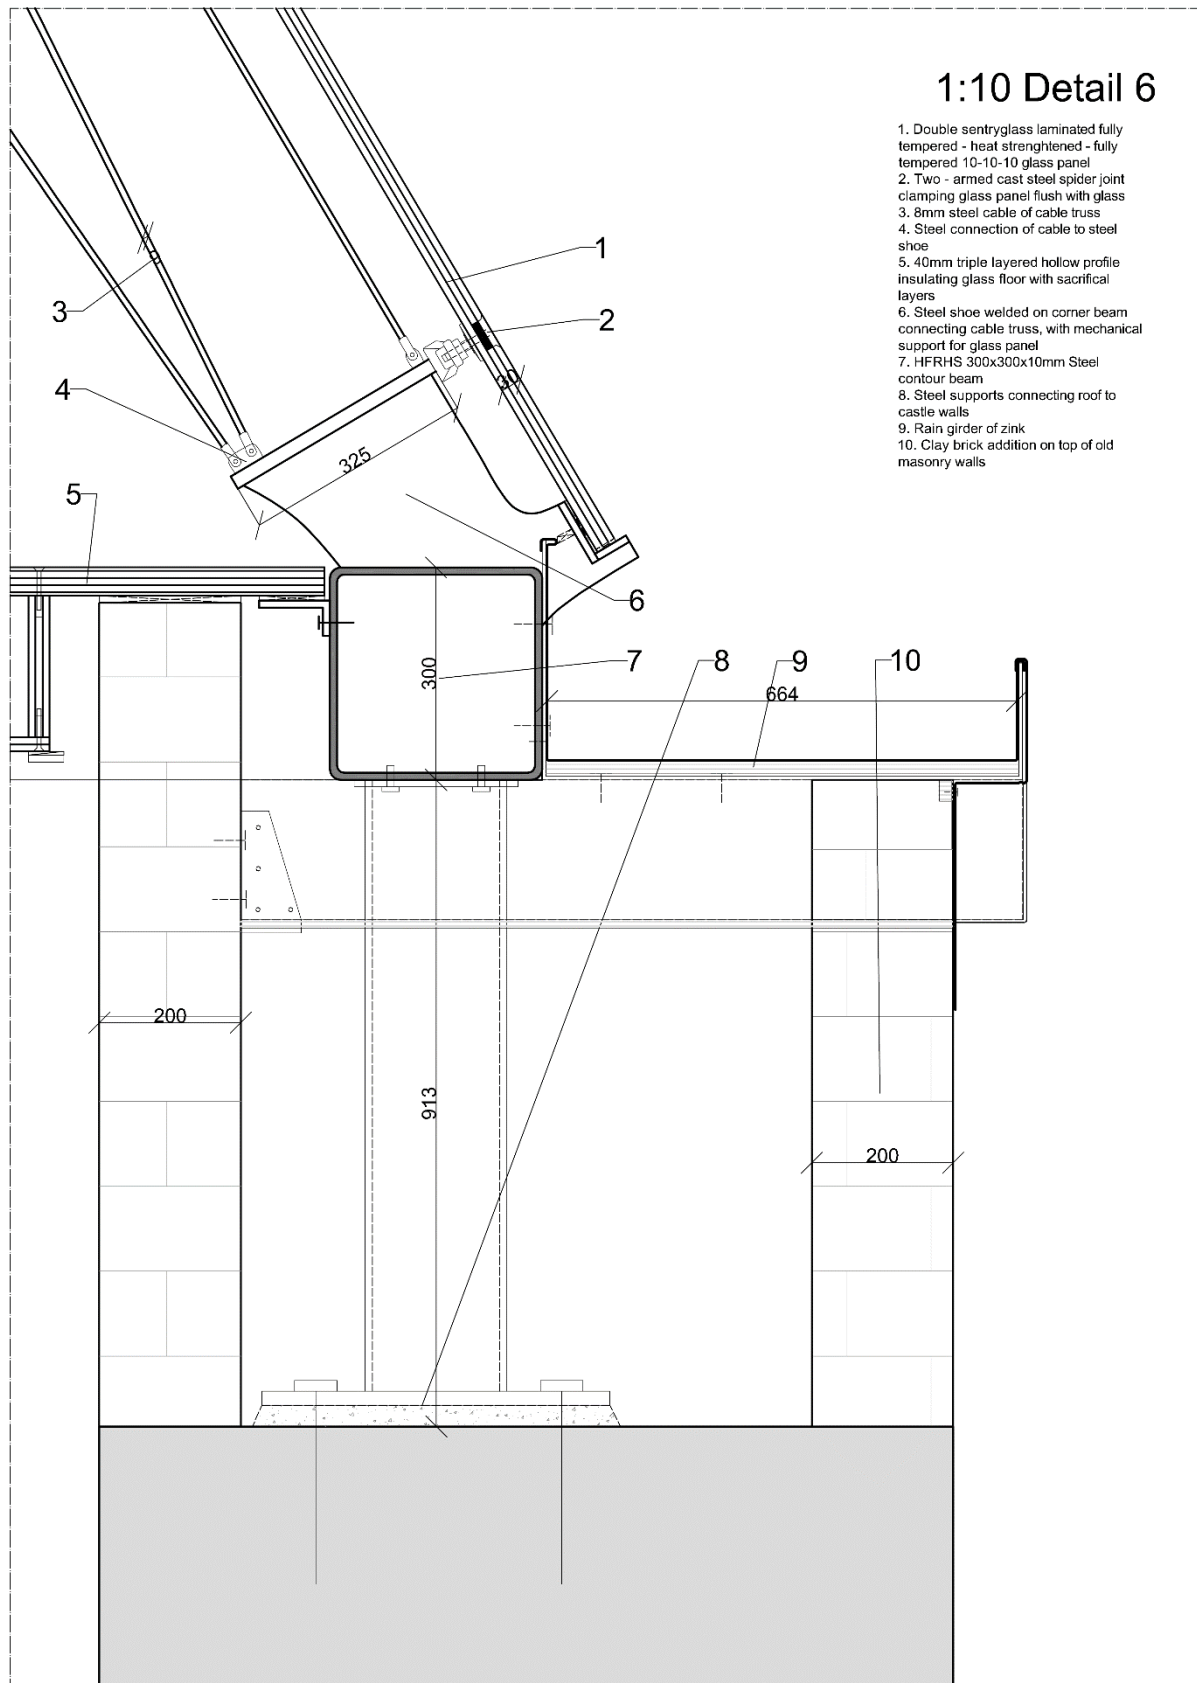 1:10 Detail 6
1. Double sentryglass laminated fully
tempered - heat strenghtened - fully
tempered 10-10-10 glass panel
2. Two - armed cast steel spider joint
clamping glass panel flush with glass
3. 8mm steel cable of cable truss
4. Steel connection of cable to steel
shoe
5. 40mm triple layered hollow profile
insulating glass floor with sacrifical
layers
6. Steel shoe welded on corner beam
connecting cable truss, with mechanical
support for glass panel
7. HFRHS 300x300x10mm Steel
contour beam
8. Steel supports connecting roof to
castle walls
9. Rain girder of zink
10. Clay brick addition on top of old
masonry walls
1
3
2
4
30
325
5
6
7
8
9
10
300
664
200
913
200